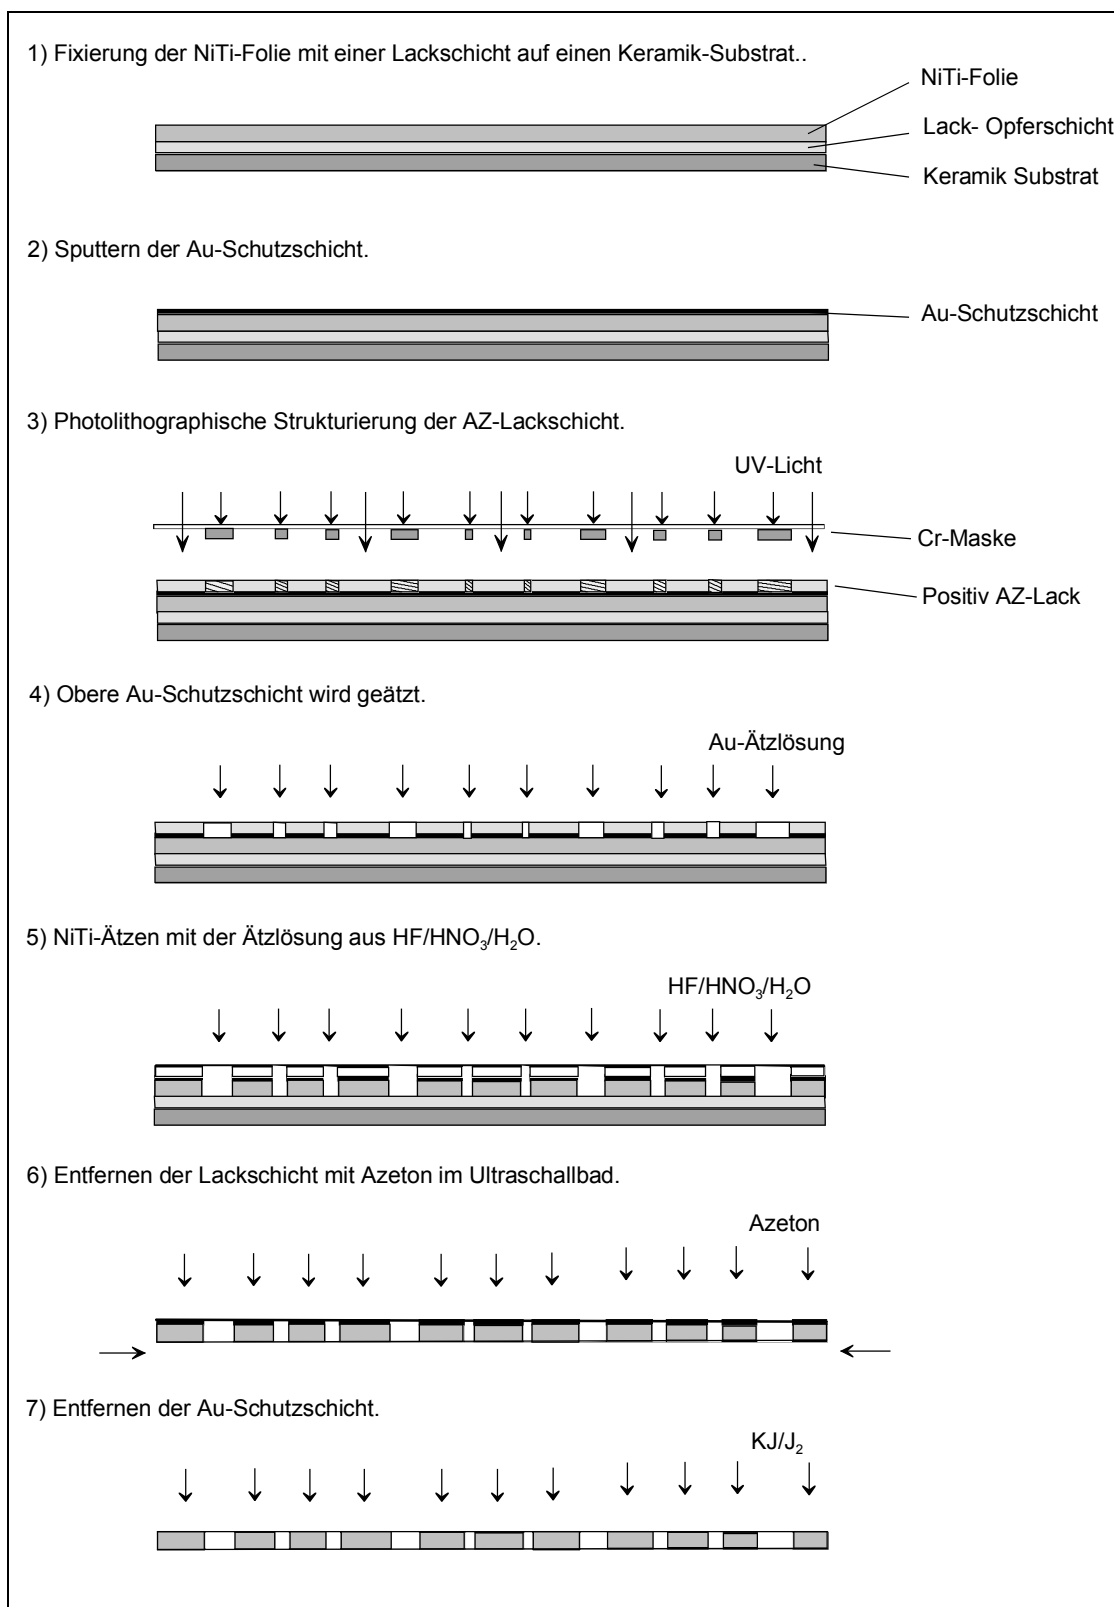 1) Fixierung der NiTi-Folie mit einer Lackschicht auf einen Keramik-Substrat..
NiTi-Folie
Lack- Opferschicht
Keramik Substrat
2) Sputtern der Au-Schutzschicht.
Au-Schutzschicht
3) Photolithographische Strukturierung der AZ-Lackschicht.
UV-Licht
Cr-Maske
Positiv AZ-Lack
4) Obere Au-Schutzschicht wird geätzt.
Au-Ätzlösung
5) NiTi-Ätzen mit der Ätzlösung aus HF/HNO₃/H₂O.
HF/HNO₃/H₂O
6) Entfernen der Lackschicht mit Azeton im Ultraschallbad.
Azeton
7) Entfernen der Au-Schutzschicht.
KJ/J₂